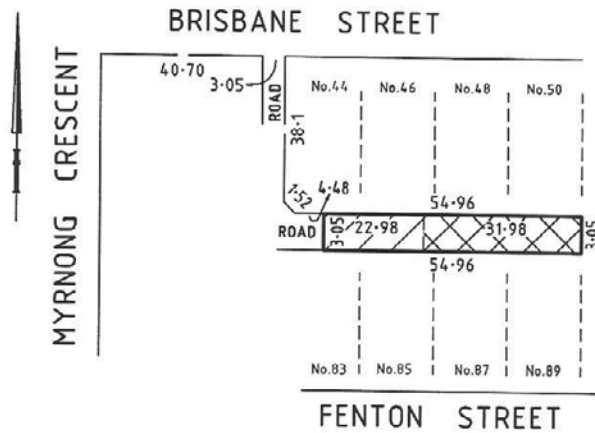 BRISBANE STREET
MYRNONG CRESCENT
40·70
3·05
ROAD
No.44 No.46 No.48 No.50
38·1
1·52
4·48
54·96
ROAD
3·05
22·98
31·98
3·05
54·96
No.83 No.85 No.87 No.89
FENTON STREET